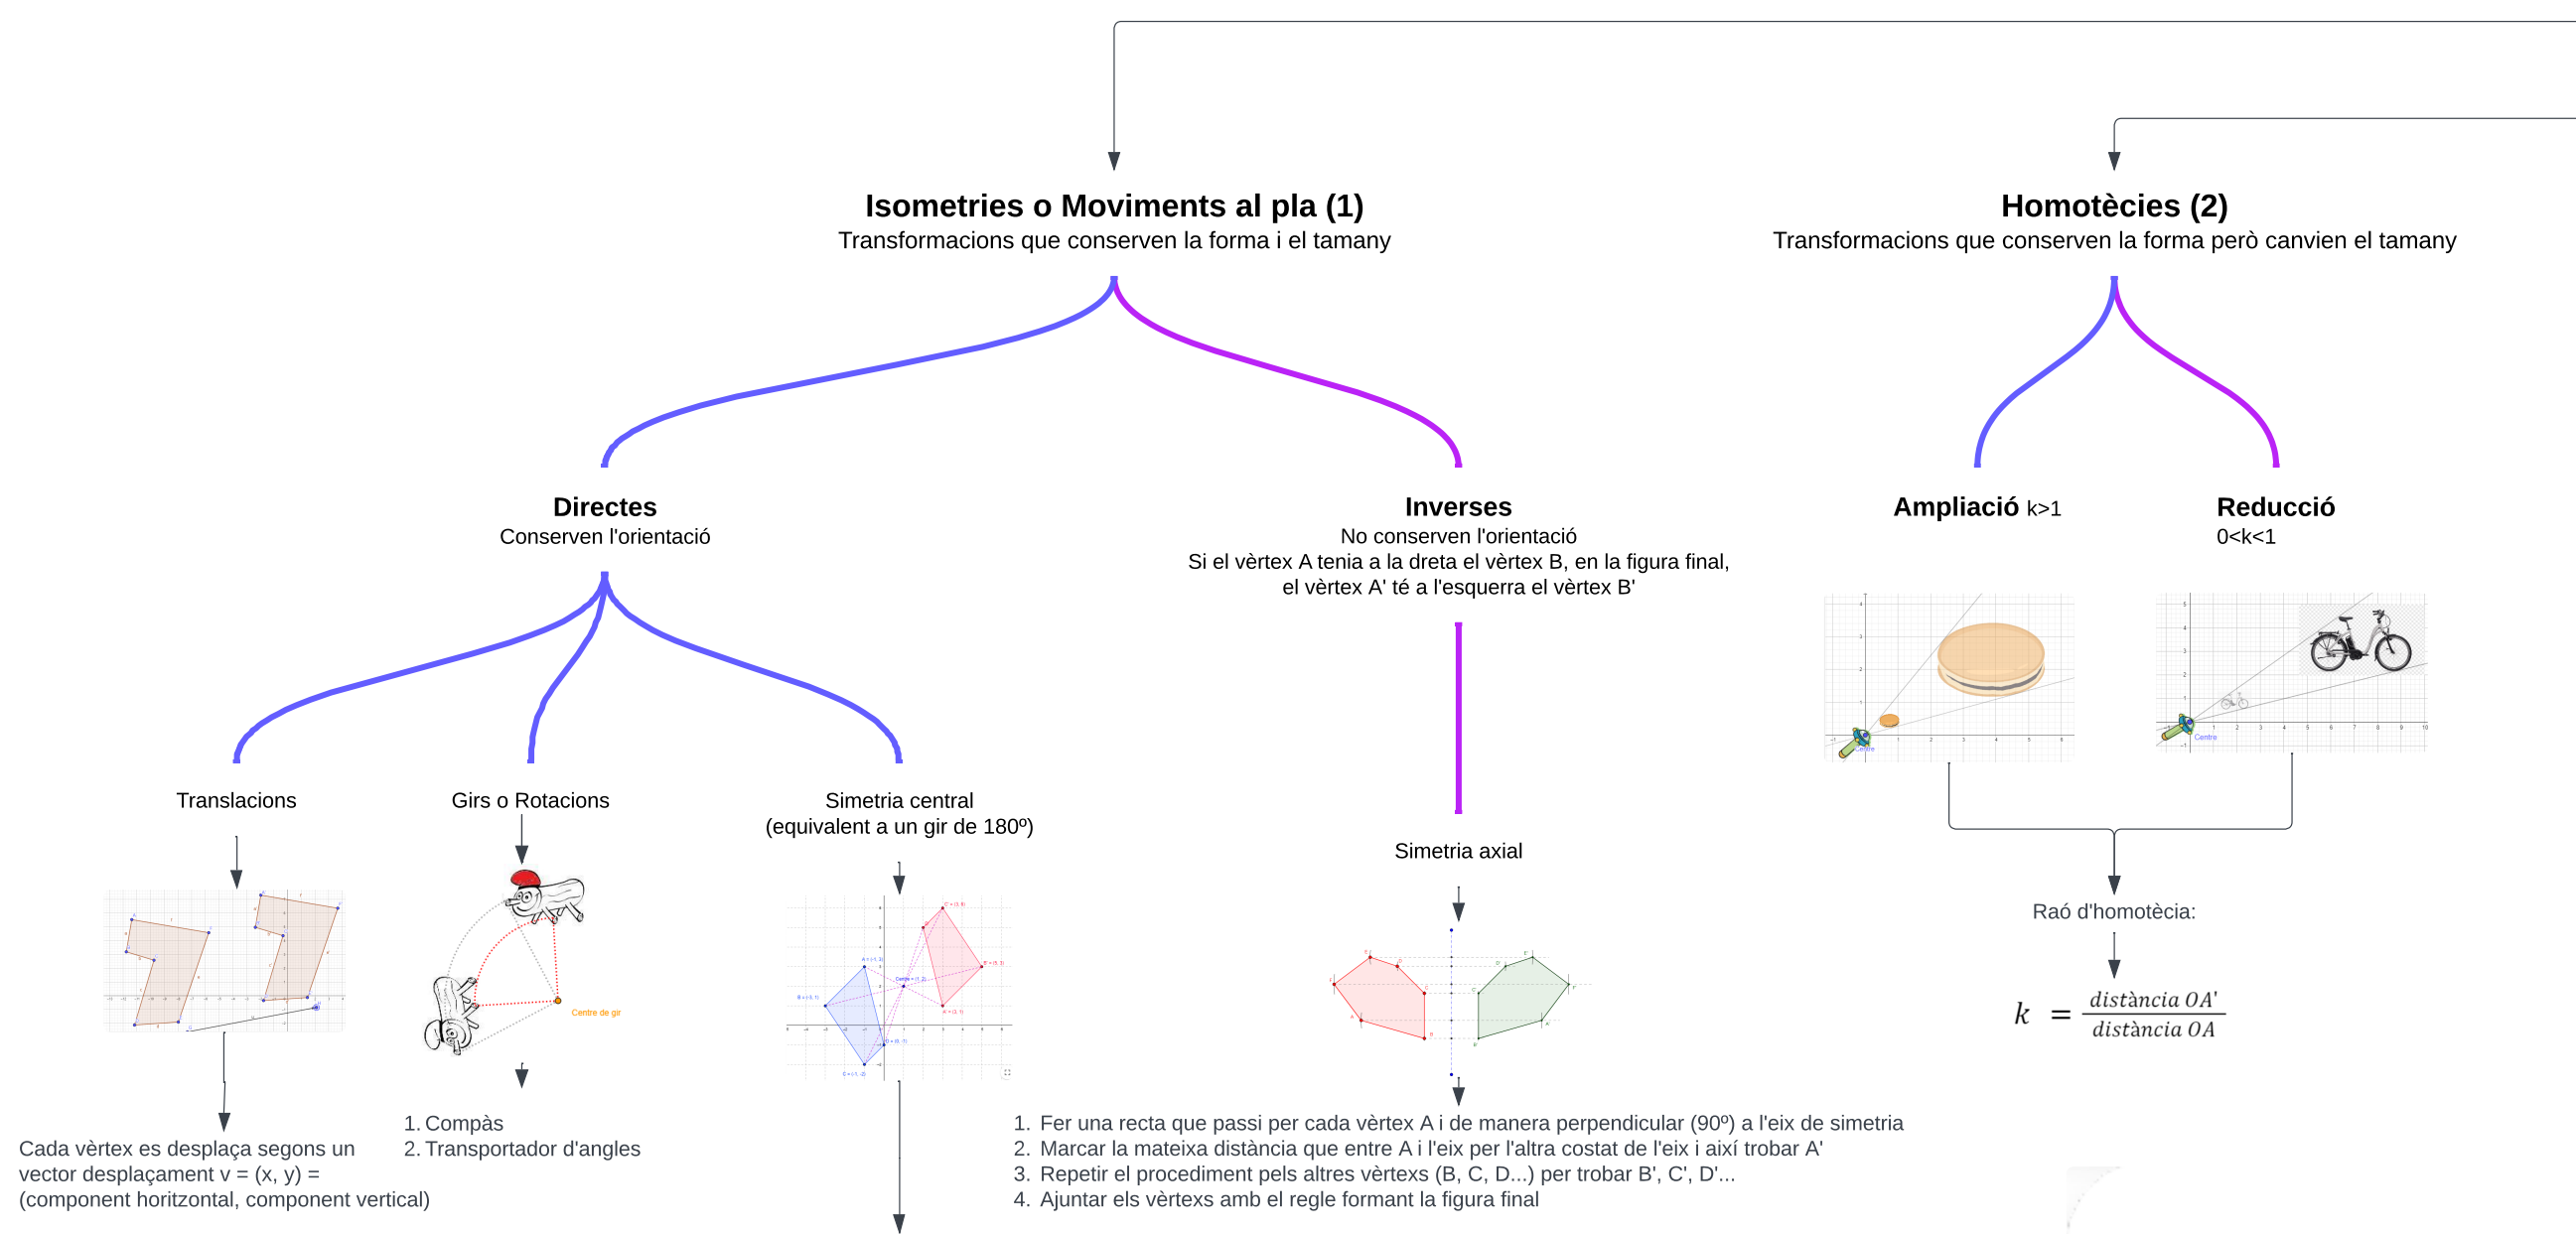 Isometries o Moviments al pla (1)
Transformacions que conserven la forma i el tamany
Homotècies (2)
Transformacions que conserven la forma però canvien el tamany
Directes
Conserven l'orientació
Inverses
No conserven l'orientació
Si el vèrtex A tenia a la dreta el vèrtex B, en la figura final,
el vèrtex A' té a l'esquerra el vèrtex B'
Ampliació k>1
Reducció
0<k<1
Centre
Centre
Translacions
Girs o Rotacions
Simetria central
(equivalent a un gir de 180º)
Simetria axial
Centre de gir
Raó d'homotècia:
k = distància OA'
distància OA
Cada vèrtex es desplaça segons un
vector desplaçament v = (x, y) =
(component horitzontal, component vertical)
1. Compàs
2. Transportador d'angles
1. Fer una recta que passi per cada vèrtex A i de manera perpendicular (90º) a l'eix de simetria
2. Marcar la mateixa distància que entre A i l'eix per l'altra costat de l'eix i així trobar A'
3. Repetir el procediment pels altres vèrtexs (B, C, D...) per trobar B', C', D'...
4. Ajuntar els vèrtexs amb el regle formant la figura final